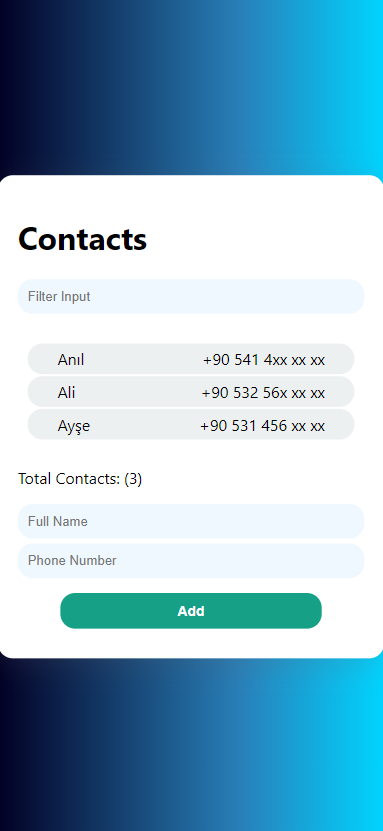 Contacts
Filter Input
Anıl +90 541 4xx xx xx
Ali +90 532 56x xx xx
Ayşe +90 531 456 xx xx
Total Contacts: (3)
Full Name
Phone Number
Add